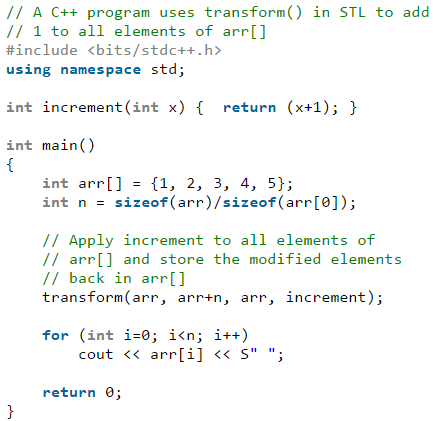 // A C++ program uses transform() in STL to add
// 1 to all elements of arr[]
#include <bits/stdc++.h>
using namespace std;

int increment(int x) {  return (x+1); }

int main()
{
    int arr[] = {1, 2, 3, 4, 5};
    int n = sizeof(arr)/sizeof(arr[0]);

    // Apply increment to all elements of
    // arr[] and store the modified elements
    // back in arr[]
    transform(arr, arr+n, arr, increment);

    for (int i=0; i<n; i++)
        cout << arr[i] << S" ";

    return 0;
}